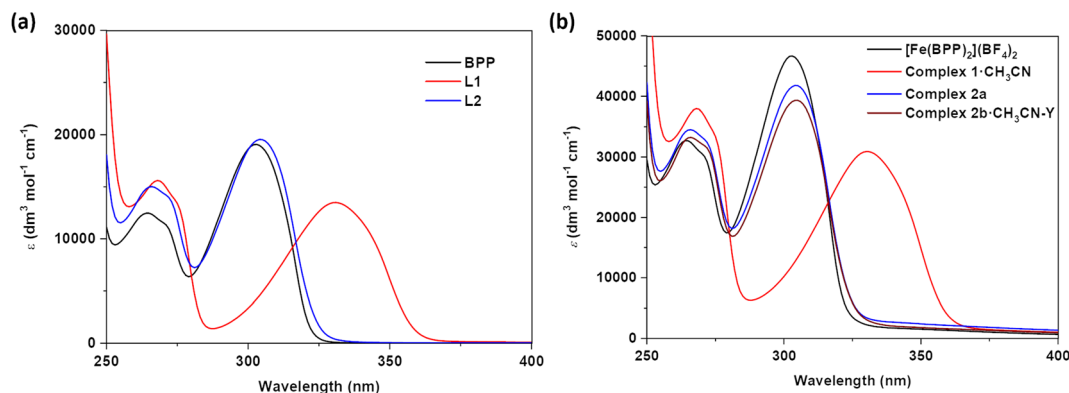 (a)
30000
20000
10000
0
ε (dm³ mol⁻¹ cm⁻¹)
BPP
L1
L2
250
300
350
400
Wavelength (nm)
(b)
50000
40000
30000
20000
10000
0
ε (dm³ mol⁻¹ cm⁻¹)
[Fe(BPP)₂](BF₄)₂
Complex 1·CH₃CN
Complex 2a
Complex 2b·CH₃CN-Y
250
300
350
400
Wavelength (nm)